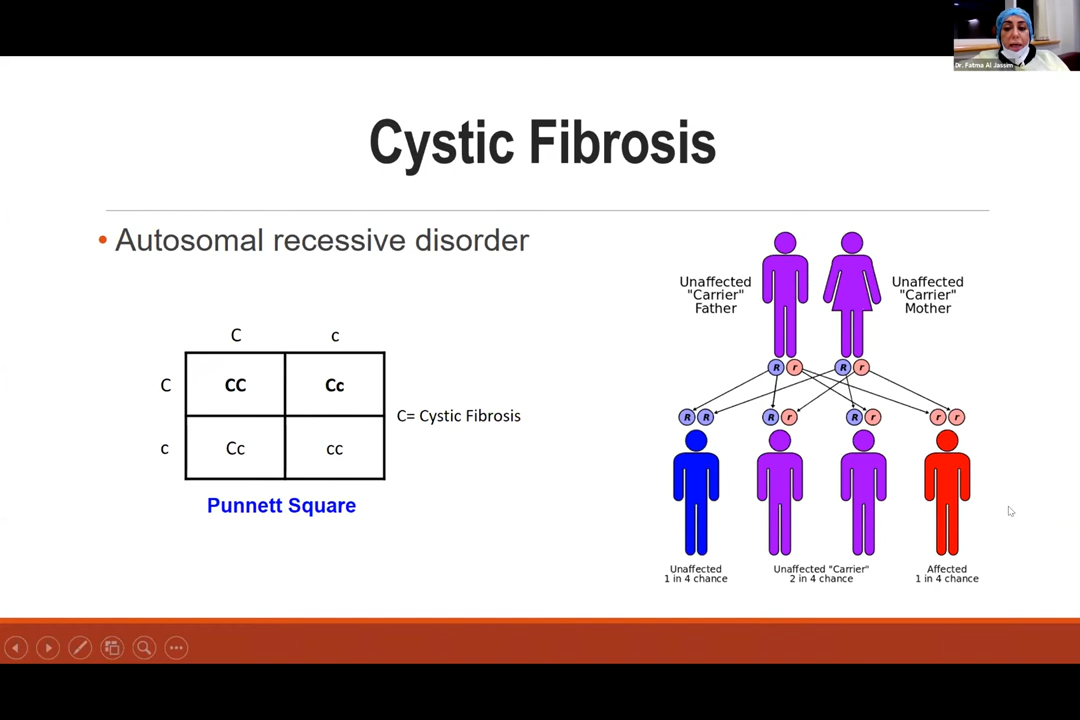 Dr. Fatma Al Jassim
Cystic Fibrosis
• Autosomal recessive disorder
C c
C CC Cc
c Cc cc
C= Cystic Fibrosis
Punnett Square
Unaffected
"Carrier"
Father
Unaffected
"Carrier"
Mother
R r R r
R R R r R r r r
Unaffected
1 in 4 chance
Unaffected "Carrier"
2 in 4 chance
Affected
1 in 4 chance